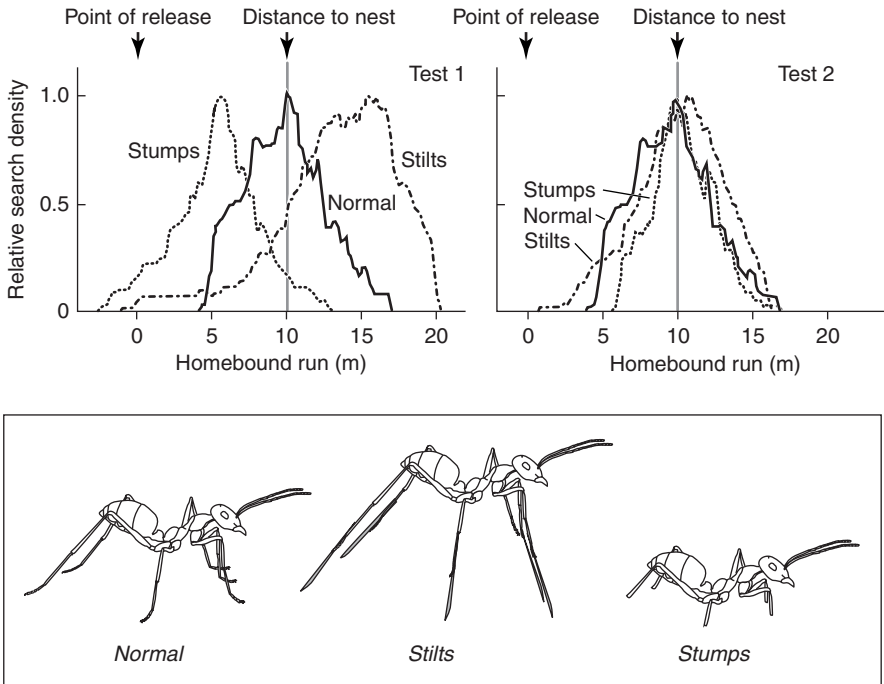 Point of release Distance to nest Point of release Distance to nest
Test 1 Test 2
Relative search density
1.0
0.5
0
Stumps
Stilts
Normal
Stumps
Normal
Stilts
0 5 10 15 20 0 5 10 15 20
Homebound run (m) Homebound run (m)
Normal Stilts Stumps